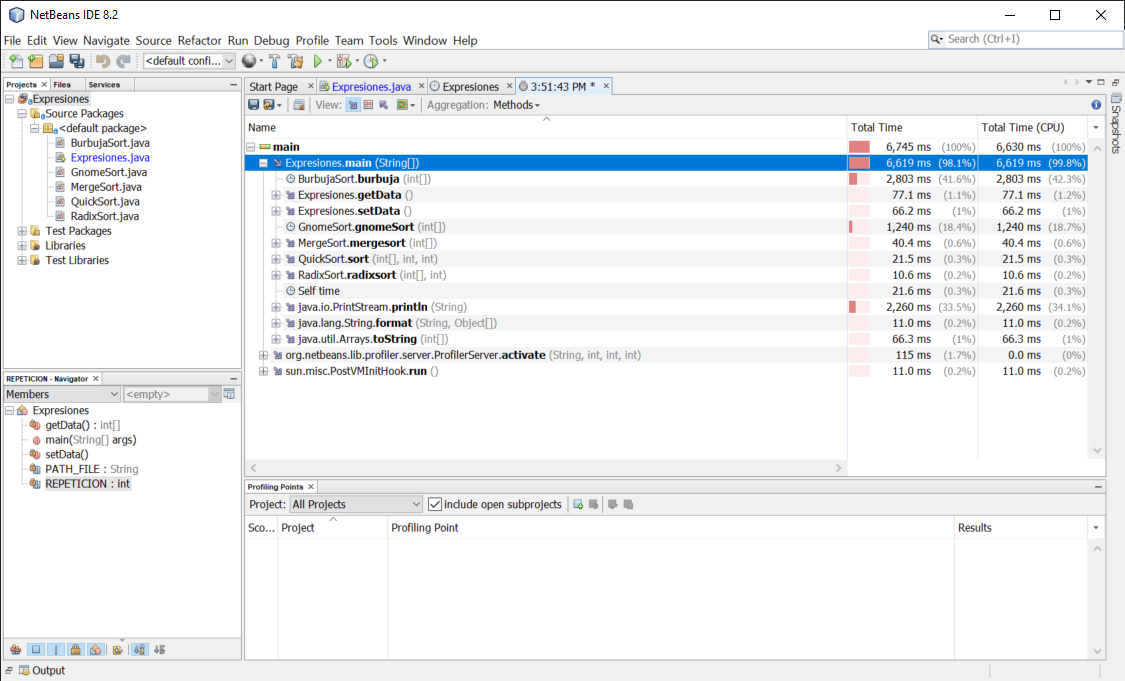 NetBeans IDE 8.2
File Edit View Navigate Source Refactor Run Debug Profile Team Tools Window Help
Search (Ctrl+I)
<default confi...
Projects Files Services
Expresiones
Source Packages
<default package>
BurbujaSort.java
Expresiones.java
GnomeSort.java
MergeSort.java
QuickSort.java
RadixSort.java
Test Packages
Libraries
Test Libraries
REPETICION - Navigator
Members <empty>
Expresiones
getData() : int[]
main(String[] args)
setData()
PATH_FILE : String
REPETICION : int
Start Page Expresiones.java Expresiones 3:51:43 PM *
View: Aggregation: Methods
Name Total Time Total Time (CPU)
main 6,745 ms (100%) 6,630 ms (100%)
Expresiones.main (String[]) 6,619 ms (98.1%) 6,619 ms (99.8%)
BurbujaSort.burbuja (int[]) 2,803 ms (41.6%) 2,803 ms (42.3%)
Expresiones.getData () 77.1 ms (1.1%) 77.1 ms (1.2%)
Expresiones.setData () 66.2 ms (1%) 66.2 ms (1%)
GnomeSort.gnomeSort (int[]) 1,240 ms (18.4%) 1,240 ms (18.7%)
MergeSort.mergesort (int[]) 40.4 ms (0.6%) 40.4 ms (0.6%)
QuickSort.sort (int[], int, int) 21.5 ms (0.3%) 21.5 ms (0.3%)
RadixSort.radixsort (int[], int) 10.6 ms (0.2%) 10.6 ms (0.2%)
Self time 21.6 ms (0.3%) 21.6 ms (0.3%)
java.io.PrintStream.println (String) 2,260 ms (33.5%) 2,260 ms (34.1%)
java.lang.String.format (String, Object[]) 11.0 ms (0.2%) 11.0 ms (0.2%)
java.util.Arrays.toString (int[]) 66.3 ms (1%) 66.3 ms (1%)
org.netbeans.lib.profiler.server.ProfilerServer.activate (String, int, int, int) 115 ms (1.7%) 0.0 ms (0%)
sun.misc.PostVMInitHook.run () 11.0 ms (0.2%) 11.0 ms (0.2%)
Snapshots
Profiling Points
Project: All Projects Include open subprojects
Sco... Project Profiling Point Results
Output